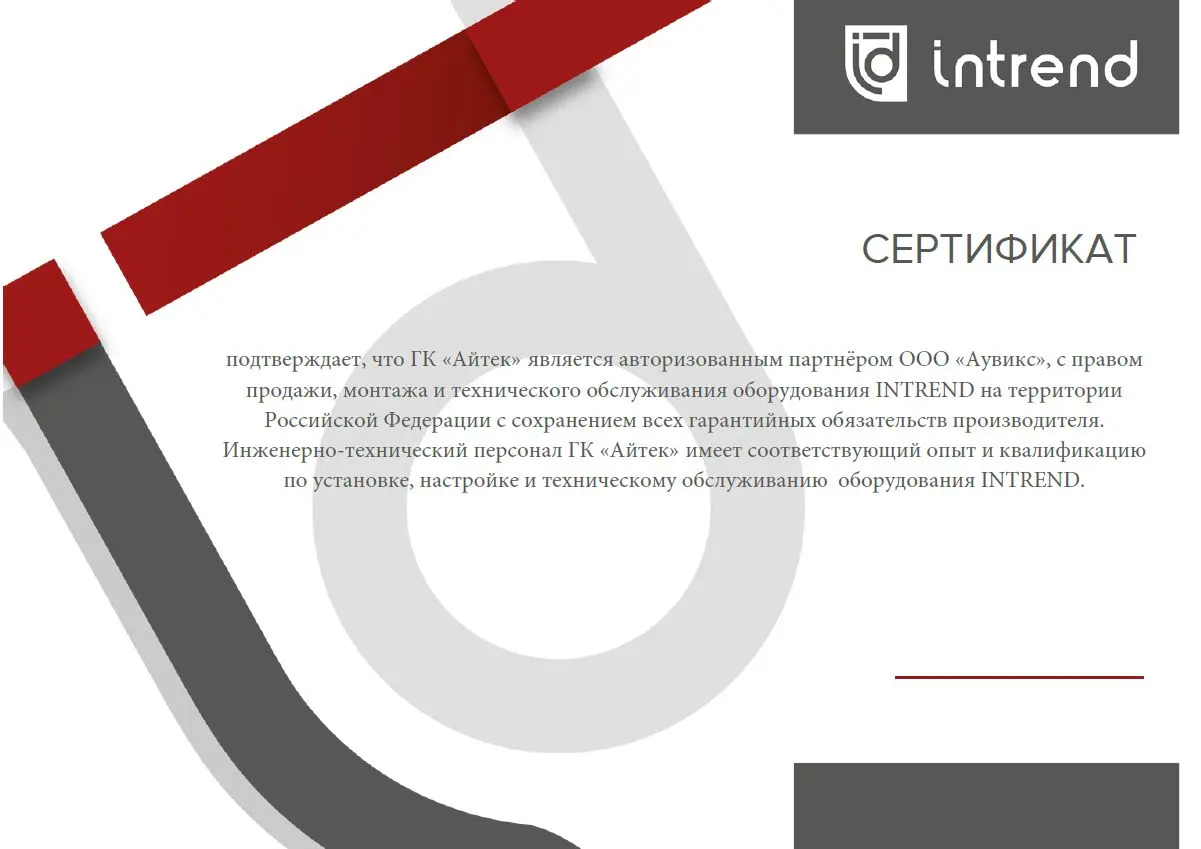 intrend
СЕРТИФИКАТ
подтверждает, что ГК «Айтек» является авторизованным партнёром ООО «Аувикс», с правом
продажи, монтажа и технического обслуживания оборудования INTREND на территории
Российской Федерации с сохранением всех гарантийных обязательств производителя.
Инженерно-технический персонал ГК «Айтек» имеет соответствующий опыт и квалификацию
по установке, настройке и техническому обслуживанию оборудования INTREND.